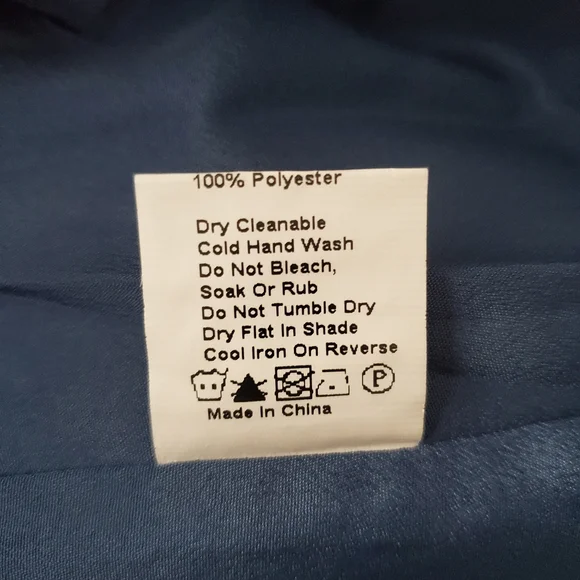 100% Polyester
Dry Cleanable
Cold Hand Wash
Do Not Bleach,
Soak Or Rub
Do Not Tumble Dry
Dry Flat In Shade
Cool Iron On Reverse
P
Made In China